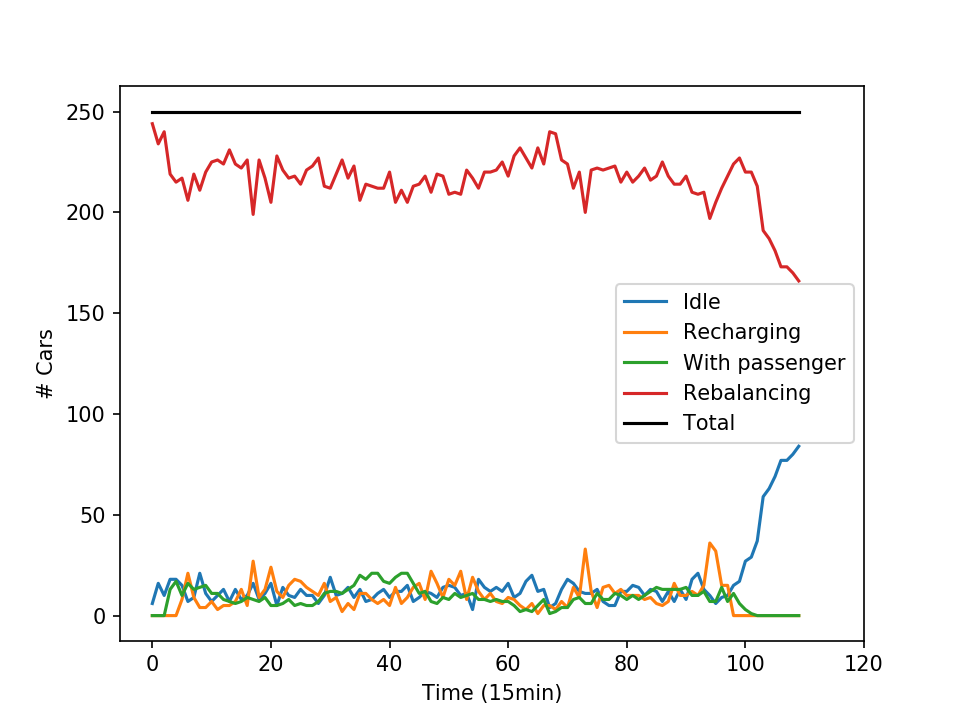 250
200
150
100
50
0
# Cars
Idle
Recharging
With passenger
Rebalancing
Total
0 20 40 60 80 100 120
Time (15min)